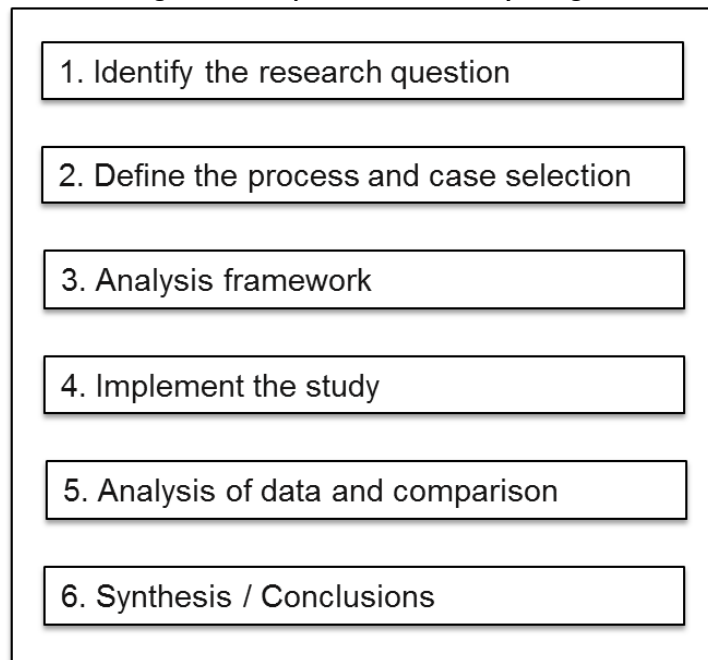 1. Identify the research question
2. Define the process and case selection
3. Analysis framework
4. Implement the study
5. Analysis of data and comparison
6. Synthesis / Conclusions